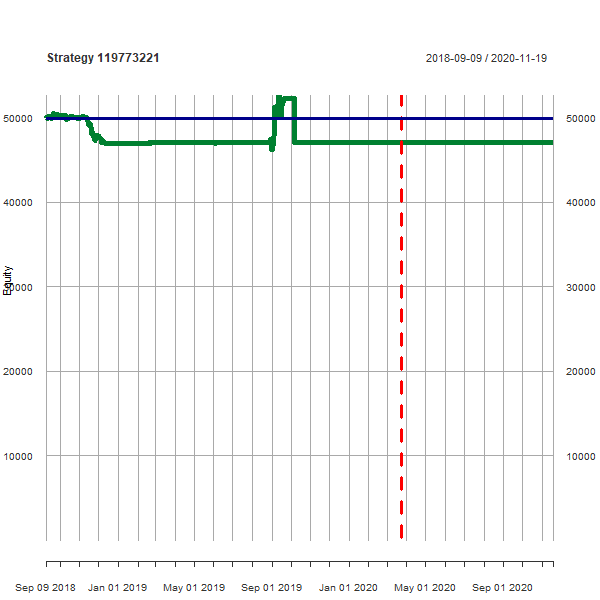 Strategy 119773221
2018-09-09 / 2020-11-19
50000
50000
40000
40000
Equity
30000
30000
20000
20000
10000
10000
Sep 09 2018
Jan 01 2019
May 01 2019
Sep 01 2019
Jan 01 2020
May 01 2020
Sep 01 2020